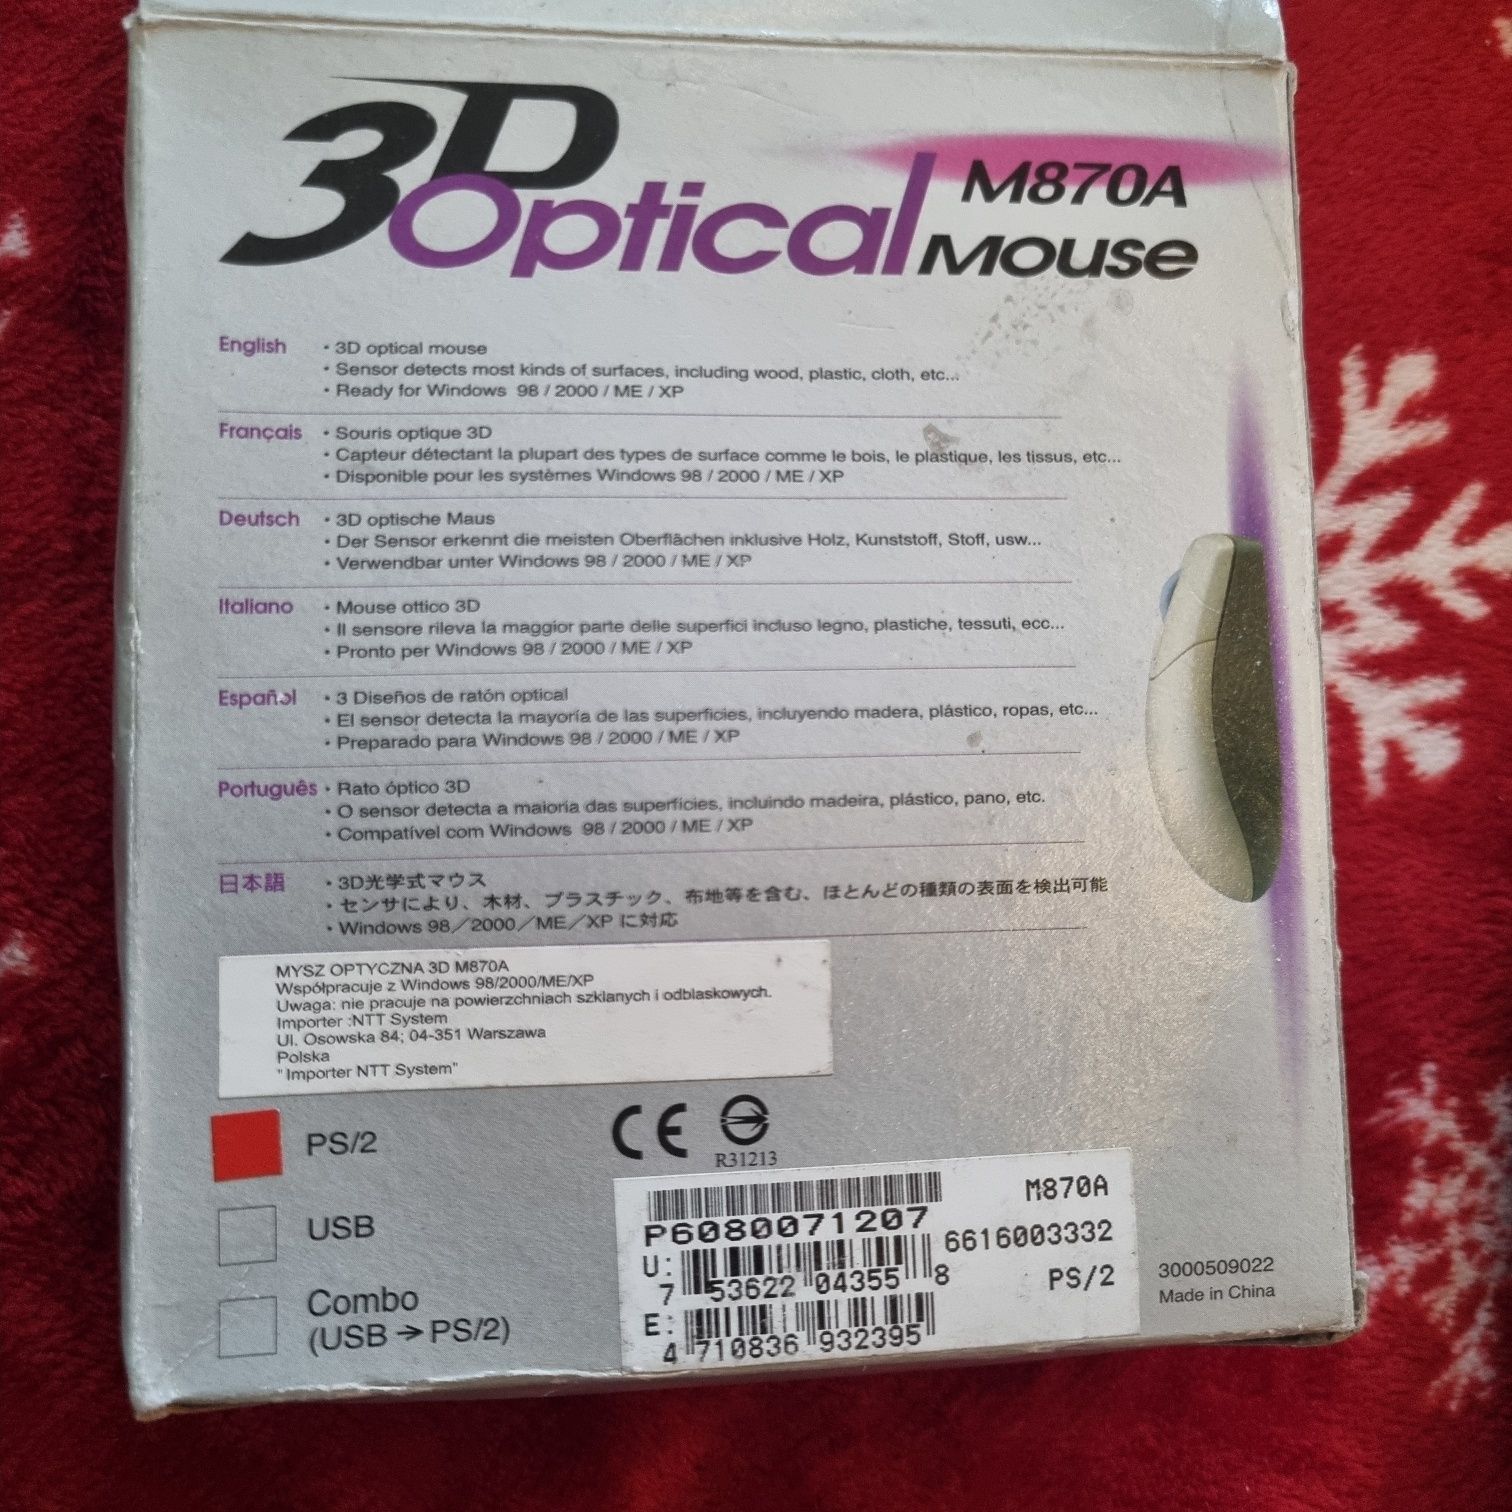 3D Optical Mouse M870A
English
• 3D optical mouse
• Sensor detects most kinds of surfaces, including wood, plastic, cloth, etc...
• Ready for Windows 98 / 2000 / ME / XP
Français
• Souris optique 3D
• Capteur détectant la plupart des types de surface comme le bois, le plastique, les tissus, etc...
• Disponible pour les systèmes Windows 98 / 2000 / ME / XP
Deutsch
• 3D optische Maus
• Der Sensor erkennt die meisten Oberflächen inklusive Holz, Kunststoff, Stoff, usw...
• Verwendbar unter Windows 98 / 2000 / ME / XP
Italiano
• Mouse ottico 3D
• Il sensore rileva la maggior parte delle superfici incluso legno, plastiche, tessuti, ecc...
• Pronto per Windows 98 / 2000 / ME / XP
Español
• 3 Diseños de ratón optical
• El sensor detecta la mayoría de las superficies, incluyendo madera, plástico, ropas, etc...
• Preparado para Windows 98 / 2000 / ME / XP
Português
• Rato óptico 3D
• O sensor detecta a maioria das superfícies, incluindo madeira, plástico, pano, etc.
• Compatível com Windows 98 / 2000 / ME / XP
日本語
• 3D光学式マウス
• センサにより、木材、プラスチック、布地等を含む、ほとんどの種類の表面を検出可能
• Windows 98／2000／ME／XP に対応
MYSZ OPTYCZNA 3D M870A
Współpracuje z Windows 98/2000/ME/XP
Uwaga: nie pracuje na powierzchniach szklanych i odblaskowych.
Importer :NTT System
Ul. Osowska 84; 04-351 Warszawa
Polska
"Importer NTT System"
PS/2
USB
Combo
(USB → PS/2)
CE
R31213
M870A
P6080071207
6616003332
U:
7 53622 04355 8
PS/2
E:
4 710836 932395
3000509022
Made in China